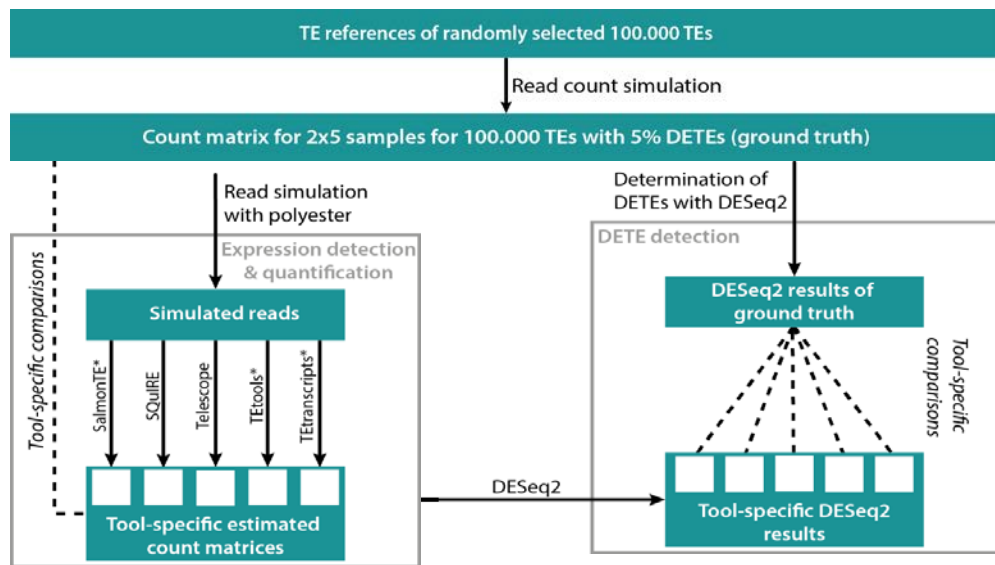 TE references of randomly selected 100.000 TEs
Read count simulation
Count matrix for 2x5 samples for 100.000 TEs with 5% DETEs (ground truth)
Read simulation
with polyester
Determination of
DETEs with DESeq2
Tool-specific comparisons
Expression detection
& quantification
Simulated reads
SalmonTE*
SQuIRE
Telescope
TEtools*
TEtranscripts*
Tool-specific estimated
count matrices
DESeq2
DETE detection
DESeq2 results of
ground truth
Tool-specific
comparisons
Tool-specific DESeq2
results